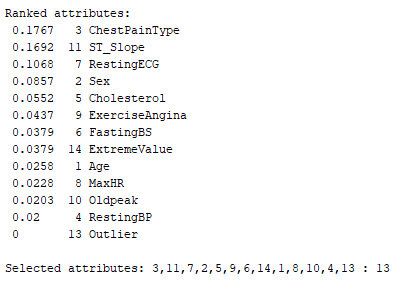 Ranked attributes:
0.1767 3 ChestPainType
0.1692 11 ST_Slope
0.1068 7 RestingECG
0.0857 2 Sex
0.0552 5 Cholesterol
0.0437 9 ExerciseAngina
0.0379 6 FastingBS
0.0379 14 ExtremeValue
0.0258 1 Age
0.0228 8 MaxHR
0.0203 10 Oldpeak
0.02 4 RestingBP
0 13 Outlier
Selected attributes: 3,11,7,2,5,9,6,14,1,8,10,4,13 : 13